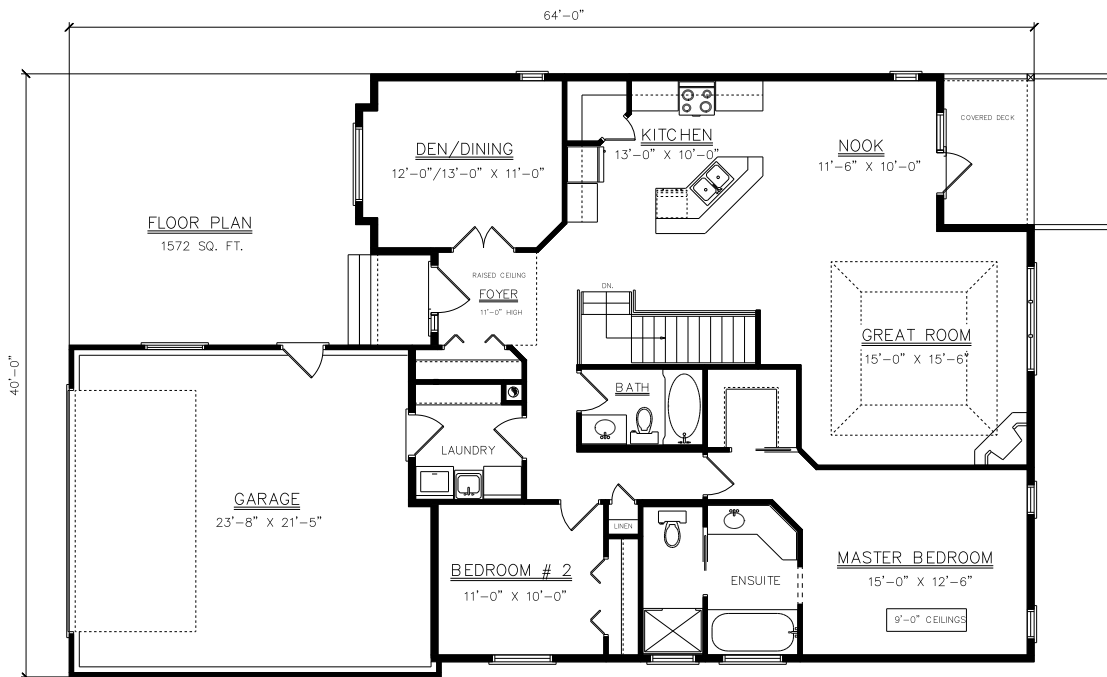 64'-0"
40'-0"
DEN/DINING
12'-0"/13'-0" X 11'-0"
KITCHEN
13'-0" X 10'-0"
NOOK
11'-6" X 10'-0"
COVERED DECK
FLOOR PLAN
1572 SQ. FT.
RAISED CEILING
FOYER
11'-0" HIGH
DN.
GREAT ROOM
15'-0" X 15'-6"
BATH
LAUNDRY
GARAGE
23'-8" X 21'-5"
LINEN
BEDROOM # 2
11'-0" X 10'-0"
ENSUITE
MASTER BEDROOM
15'-0" X 12'-6"
9'-0" CEILINGS